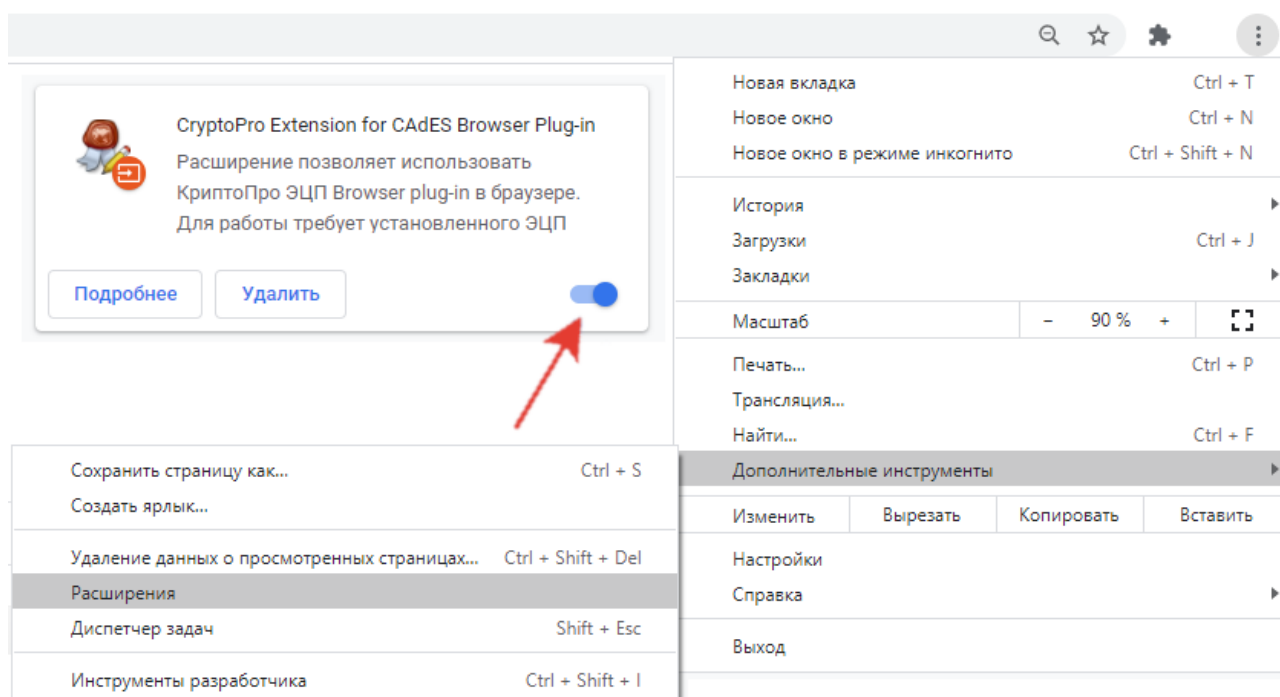 CryptoPro Extension for CAdES Browser Plug-in
Расширение позволяет использовать
КриптоПро ЭЦП Browser plug-in в браузере.
Для работы требует установленного ЭЦП
Подробнее Удалить
Новая вкладка Ctrl + T
Новое окно Ctrl + N
Новое окно в режиме инкогнито Ctrl + Shift + N
История
Загрузки Ctrl + J
Закладки
Масштаб - 90 % +
Печать... Ctrl + P
Трансляция...
Найти... Ctrl + F
Дополнительные инструменты
Изменить Вырезать Копировать Вставить
Настройки
Справка
Выход
Сохранить страницу как... Ctrl + S
Создать ярлык...
Удаление данных о просмотренных страницах... Ctrl + Shift + Del
Расширения
Диспетчер задач Shift + Esc
Инструменты разработчика Ctrl + Shift + I